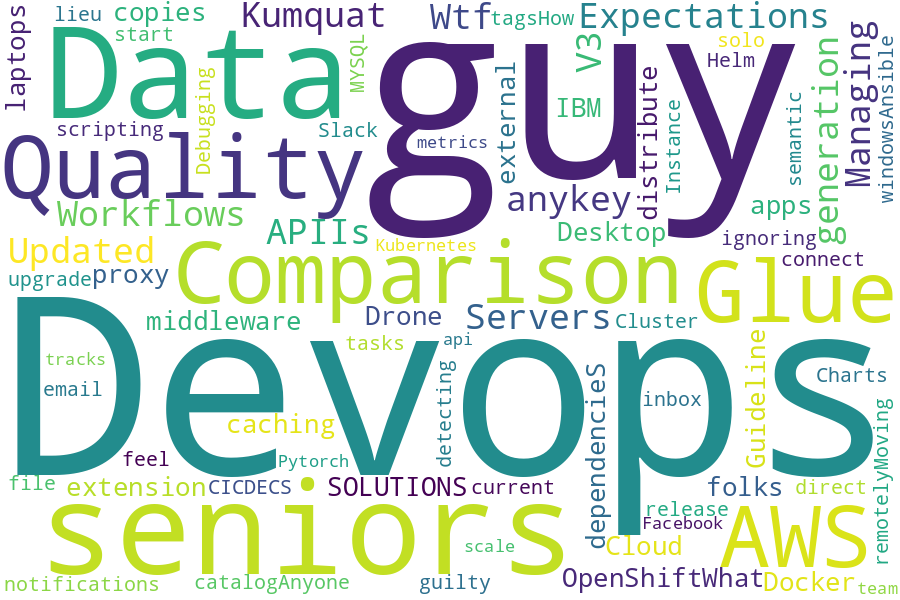 laptops
lieu
copies
start
Kumquat
Wtf
tagsHow
Expectations
Data
MYSQL
guy
V3
solo
Helm
Managing
windowsAnsible
generation
scripting
Debugging
Slack
metrics
external
IBM
distribute
Instance
semantic
Quality
anykey
Workflows
APIIs
Kubernetes
Desktop
apps
ignoring
connect
Updated
upgrade
proxy
Comparison
Glue
middleware
Drone
Servers
Cluster
Devops
tracks
email
tasks
api
detecting
dependencieS
inbox
Guideline
Charts
caching
feel
Pytorch
file
extension
CICDECS
•
SOLUTIONS
current
folks
direct
remotelyMoving
seniors
release
Facebook
AWS
scale
Cloud
notifications
catalogAnyone
guilty
OpenShiftWhat
Docker
team